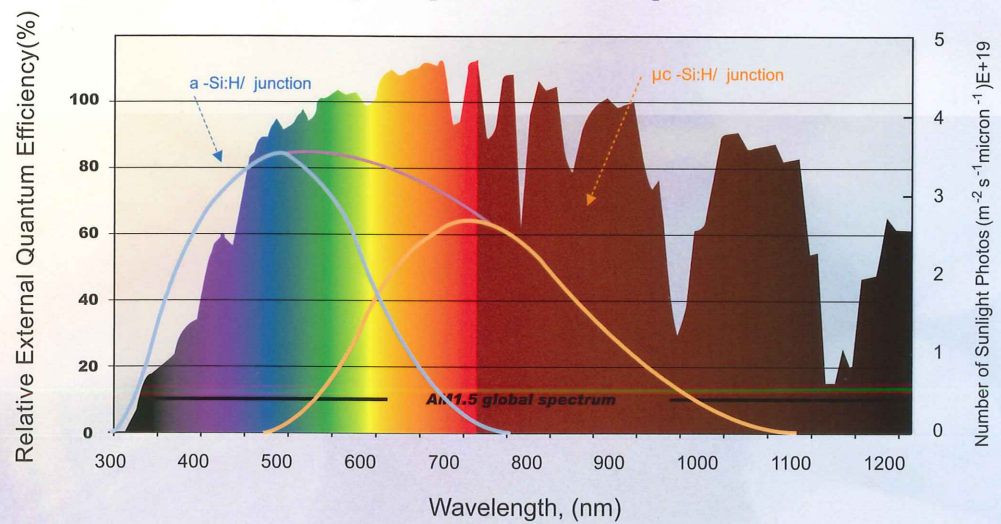 Relative External Quantum Efficiency(%)
100
80
60
40
20
0
a -Si:H/ junction
µc -Si:H/ junction
AM1.5 global spectrum
5
4
3
2
1
0
Number of Sunlight Photos (m⁻² s⁻¹micron ⁻¹)E+19
300 400 500 600 700 800 900 1000 1100 1200
Wavelength, (nm)